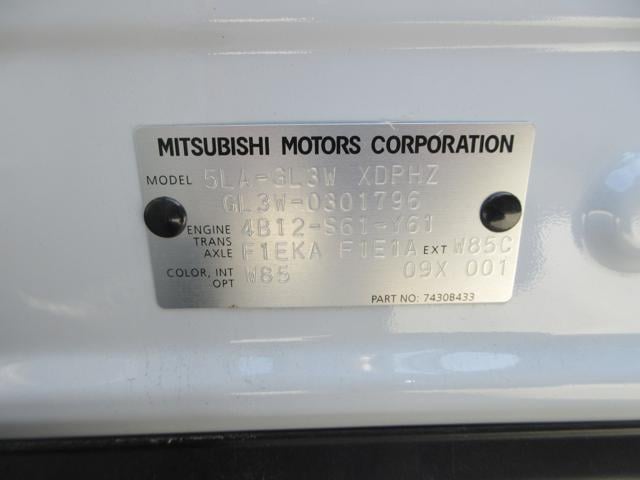 MITSUBISHI MOTORS CORPORATION
MODEL 5LA-GL3W XDPHZ
GL3W-0301796
ENGINE 4B12-S61-Y61
TRANS AXLE F1EKA F1E1A EXT W85C
COLOR, INT OPT W85 09X 001
PART NO: 7430B433